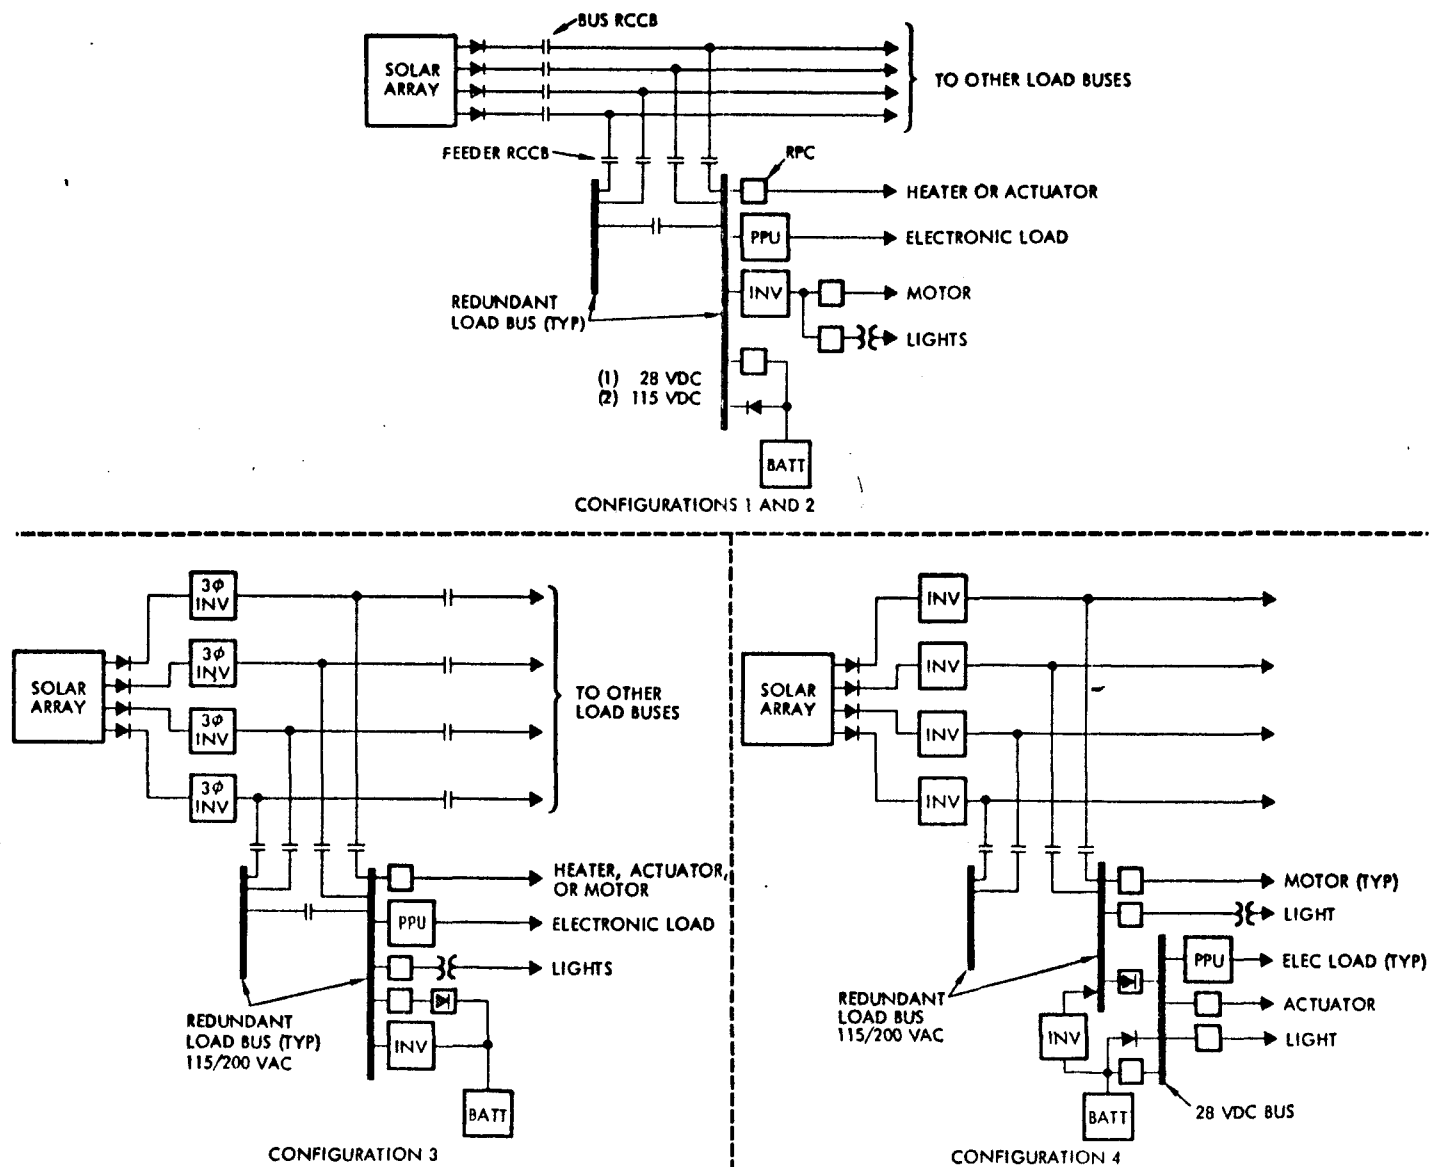 BUS RCCB
SOLAR
ARRAY
TO OTHER LOAD BUSES
FEEDER RCCB
RPC
HEATER OR ACTUATOR
PPU
ELECTRONIC LOAD
INV
MOTOR
REDUNDANT
LOAD BUS (TYP)
LIGHTS
(1) 28 VDC
(2) 115 VDC
BATT
CONFIGURATIONS 1 AND 2
3φ
INV
3φ
INV
SOLAR
ARRAY
3φ
INV
3φ
INV
TO OTHER
LOAD BUSES
HEATER, ACTUATOR,
OR MOTOR
PPU
ELECTRONIC LOAD
LIGHTS
REDUNDANT
LOAD BUS (TYP)
115/200 VAC
INV
BATT
CONFIGURATION 3
INV
INV
SOLAR
ARRAY
INV
INV
MOTOR (TYP)
LIGHT
PPU
ELEC LOAD (TYP)
REDUNDANT
LOAD BUS
115/200 VAC
ACTUATOR
INV
LIGHT
BATT
28 VDC BUS
CONFIGURATION 4